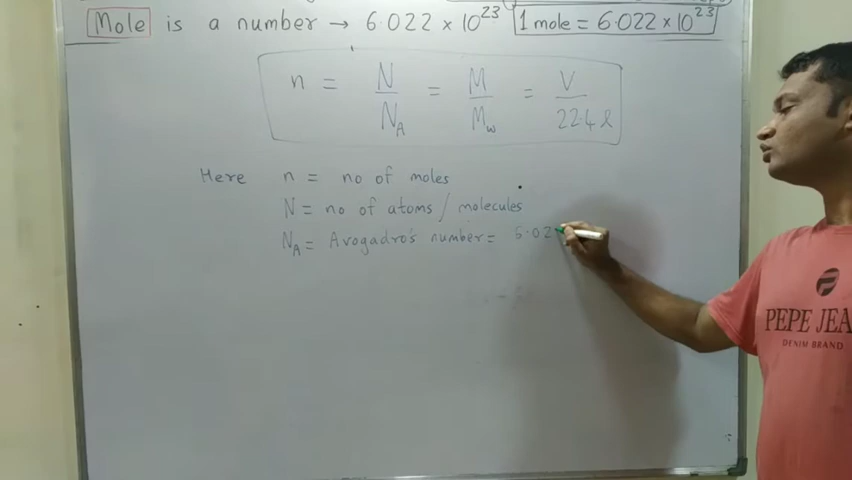 Mole is a number → 6.022 × 10²³ 1 mole = 6.022 × 10²³
n = N/N_A = M/M_w = V/22.4 l
Here n = no of moles
N = no of atoms / molecules
N_A = Avogadro's number = 6.02
PEPE JEA
DENIM BRAND